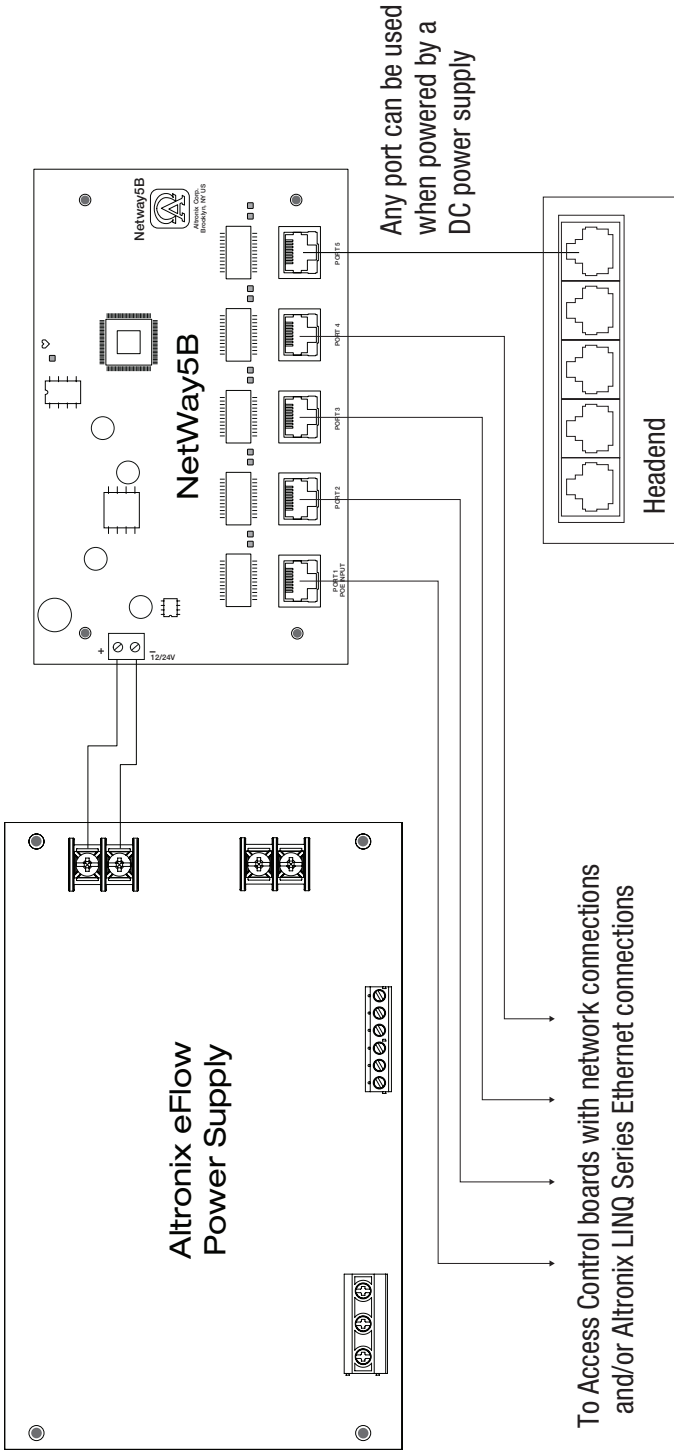 Altronix eFlow
Power Supply
+
–
12/24V
NetWay5B
Netway5B
Altronix Corp.
Brooklyn, NY US
PORT 1
POE INPUT
PORT 2
PORT 3
PORT 4
PORT 5
Any port can be used
when powered by a
DC power supply
To Access Control boards with network connections
and/or Altronix LINQ Series Ethernet connections
Headend